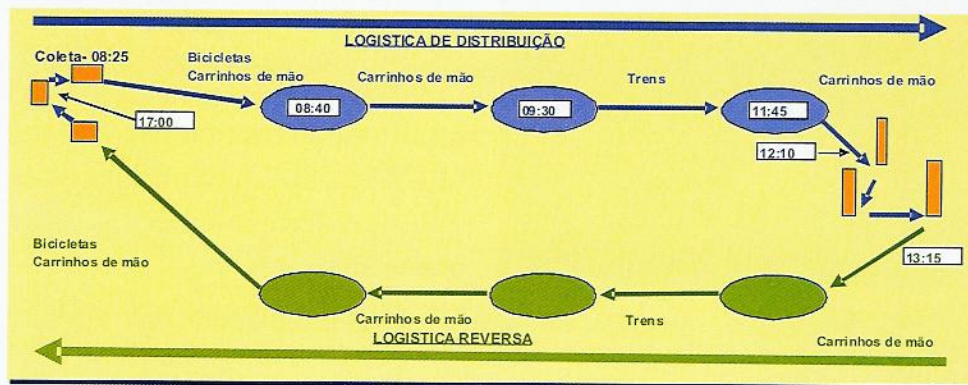 LOGISTICA DE DISTRIBUIÇÃO
Coleta- 08:25
Bicicletas
Carrinhos de mão
Carrinhos de mão
Trens
Carrinhos de mão
08:40
09:30
11:45
17:00
12:10
13:15
Bicicletas
Carrinhos de mão
Carrinhos de mão
Trens
LOGISTICA REVERSA
Carrinhos de mão